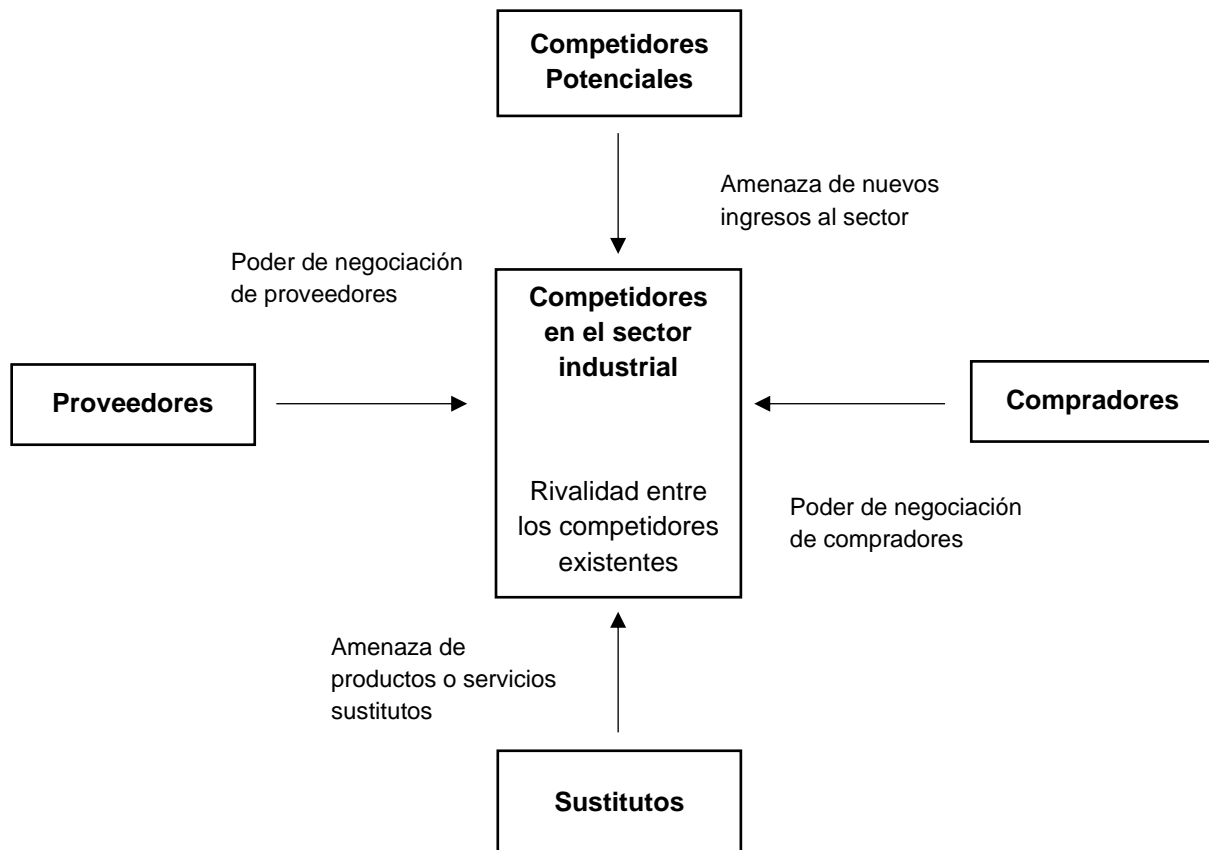 Competidores
Potenciales
Amenaza de nuevos
ingresos al sector
Poder de negociación
de proveedores
Competidores
en el sector
industrial
Proveedores
Compradores
Rivalidad entre
los competidores
existentes
Poder de negociación
de compradores
Amenaza de
productos o servicios
sustitutos
Sustitutos